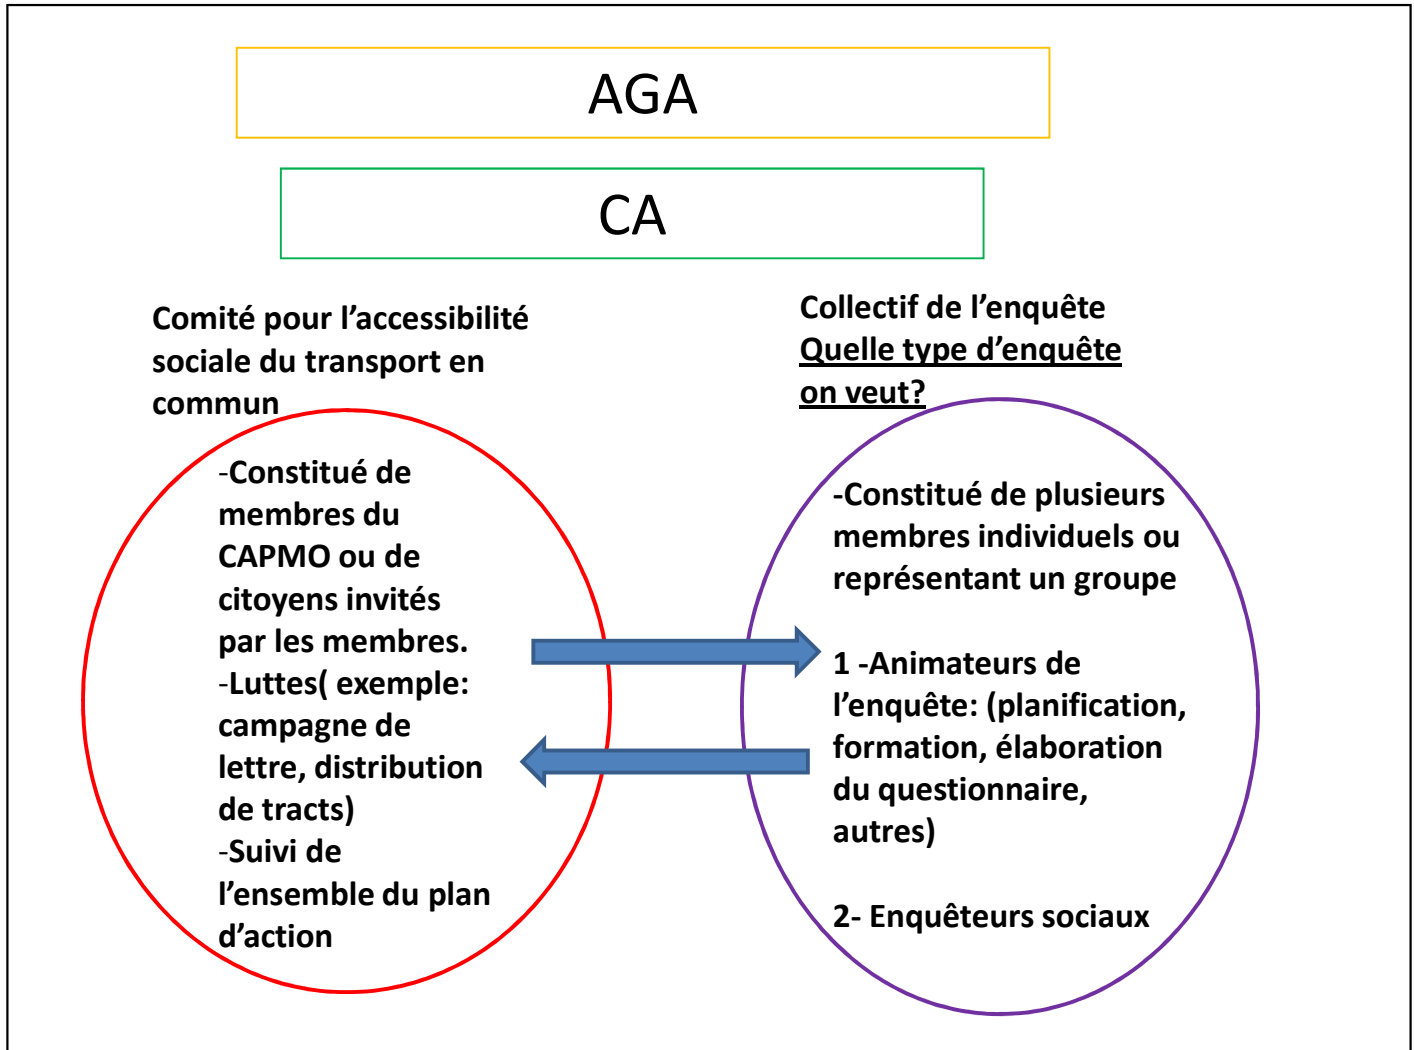 AGA
CA
Comité pour l’accessibilité
sociale du transport en
commun
-Constitué de
membres du
CAPMO ou de
citoyens invités
par les membres.
-Luttes( exemple:
campagne de
lettre, distribution
de tracts)
-Suivi de
l’ensemble du plan
d’action
Collectif de l’enquête
Quelle type d’enquête
on veut?
-Constitué de plusieurs
membres individuels ou
représentant un groupe
1 -Animateurs de
l’enquête: (planification,
formation, élaboration
du questionnaire,
autres)
2- Enquêteurs sociaux